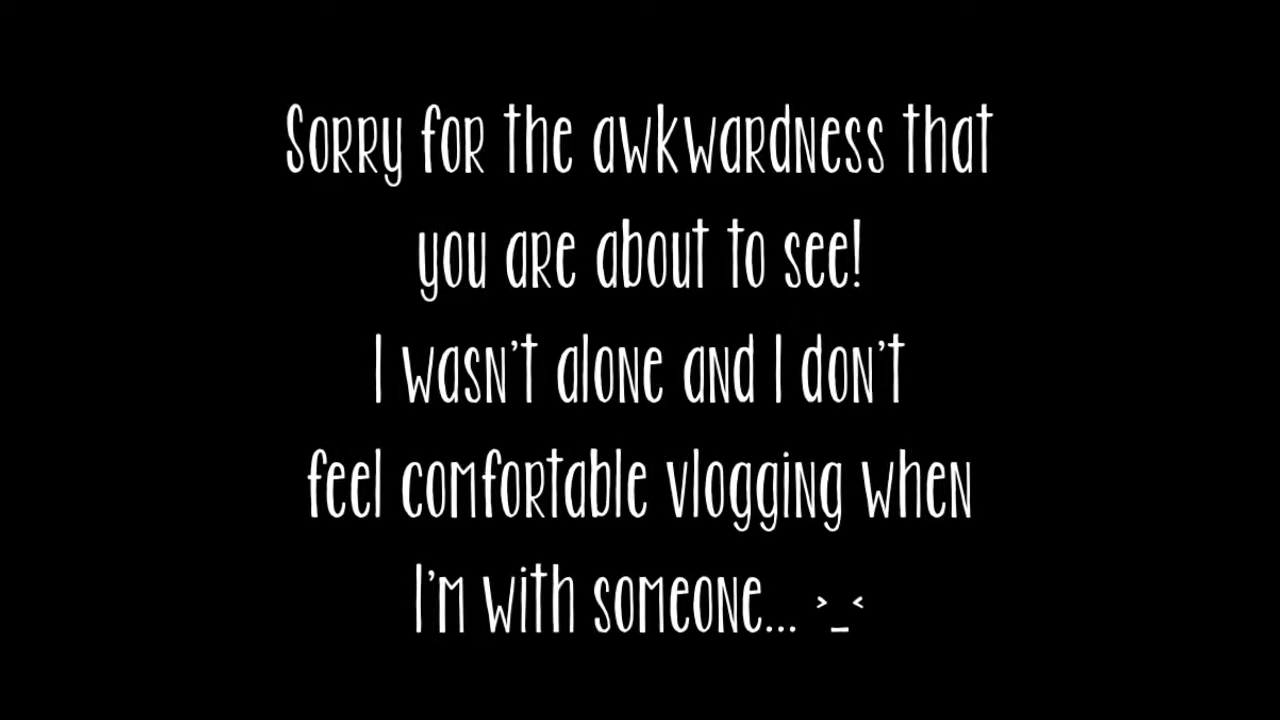 Sorry for the awkwardness that
you are about to see!
I wasn't alone and I don't
feel comfortable vlogging when
I'm with someone... >_<